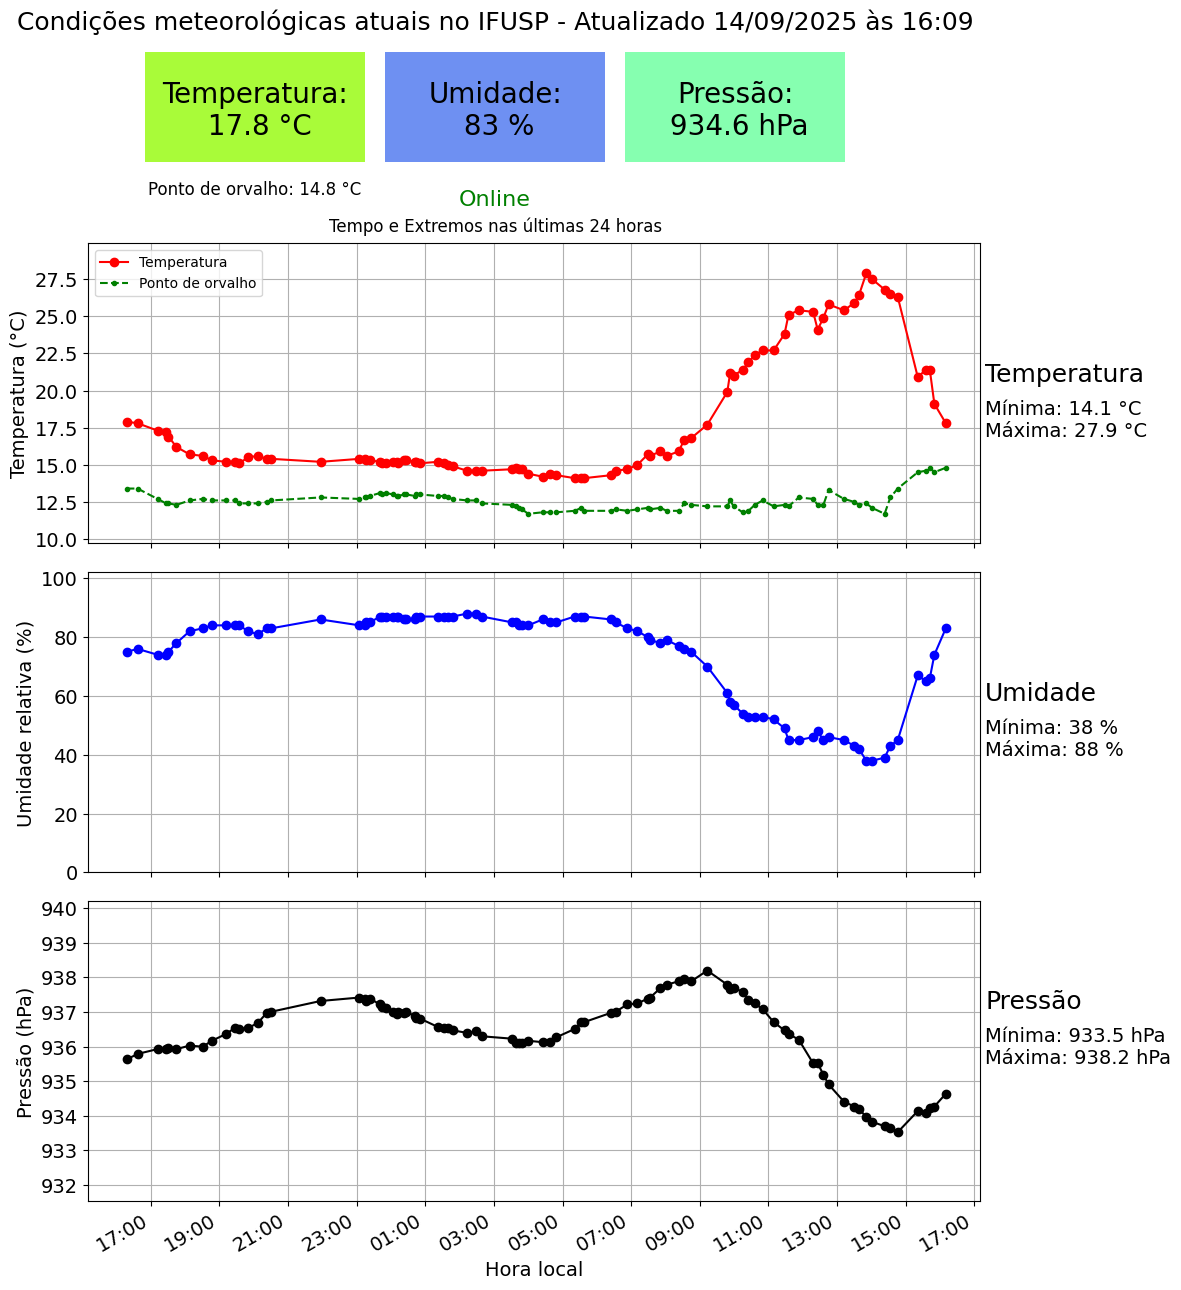 Condições meteorológicas atuais no IFUSP - Atualizado 14/09/2025 às 16:09
Temperatura:
17.8 °C
Umidade:
83 %
Pressão:
934.6 hPa
Ponto de orvalho: 14.8 °C
Online
Tempo e Extremos nas últimas 24 horas
Temperatura
Ponto de orvalho
Temperatura (°C)
27.5
25.0
22.5
20.0
17.5
15.0
12.5
10.0
Temperatura
Mínima: 14.1 °C
Máxima: 27.9 °C
Umidade relativa (%)
100
80
60
40
20
0
Umidade
Mínima: 38 %
Máxima: 88 %
Pressão (hPa)
940
939
938
937
936
935
934
933
932
Pressão
Mínima: 933.5 hPa
Máxima: 938.2 hPa
17:00
19:00
21:00
23:00
01:00
03:00
05:00
07:00
09:00
11:00
13:00
15:00
17:00
Hora local